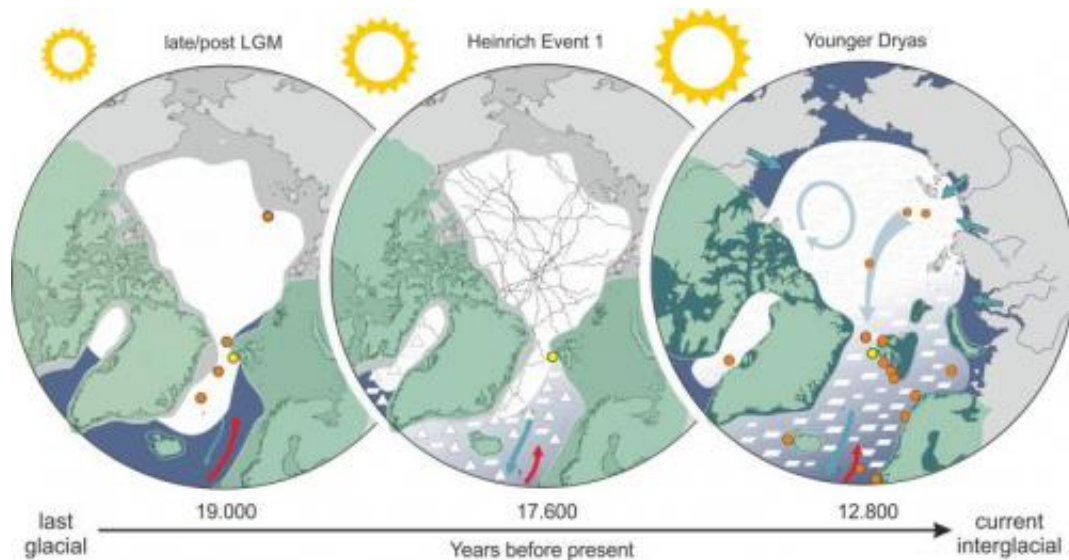 late/post LGM
Heinrich Event 1
Younger Dryas
19.000
17.600
12.800
last
glacial
Years before present
current
interglacial